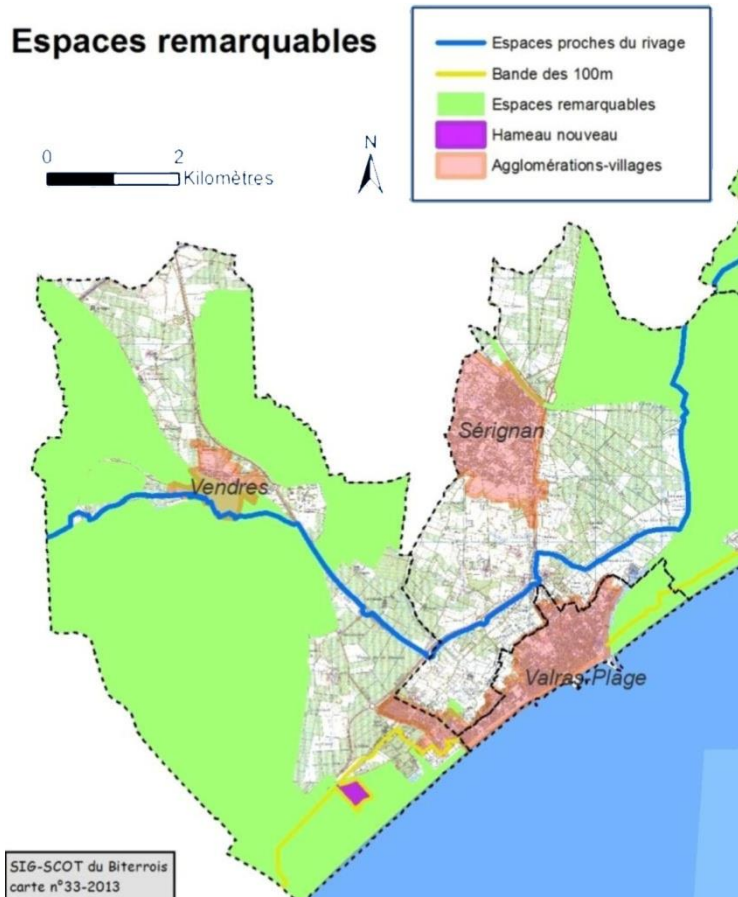 Espaces remarquables
Espaces proches du rivage
Bande des 100m
Espaces remarquables
Hameau nouveau
Agglomérations-villages
0 2
Kilomètres
N
Sérignan
Vendres
Valras-Plage
SIG-SCOT du Biterrois
carte n°33-2013